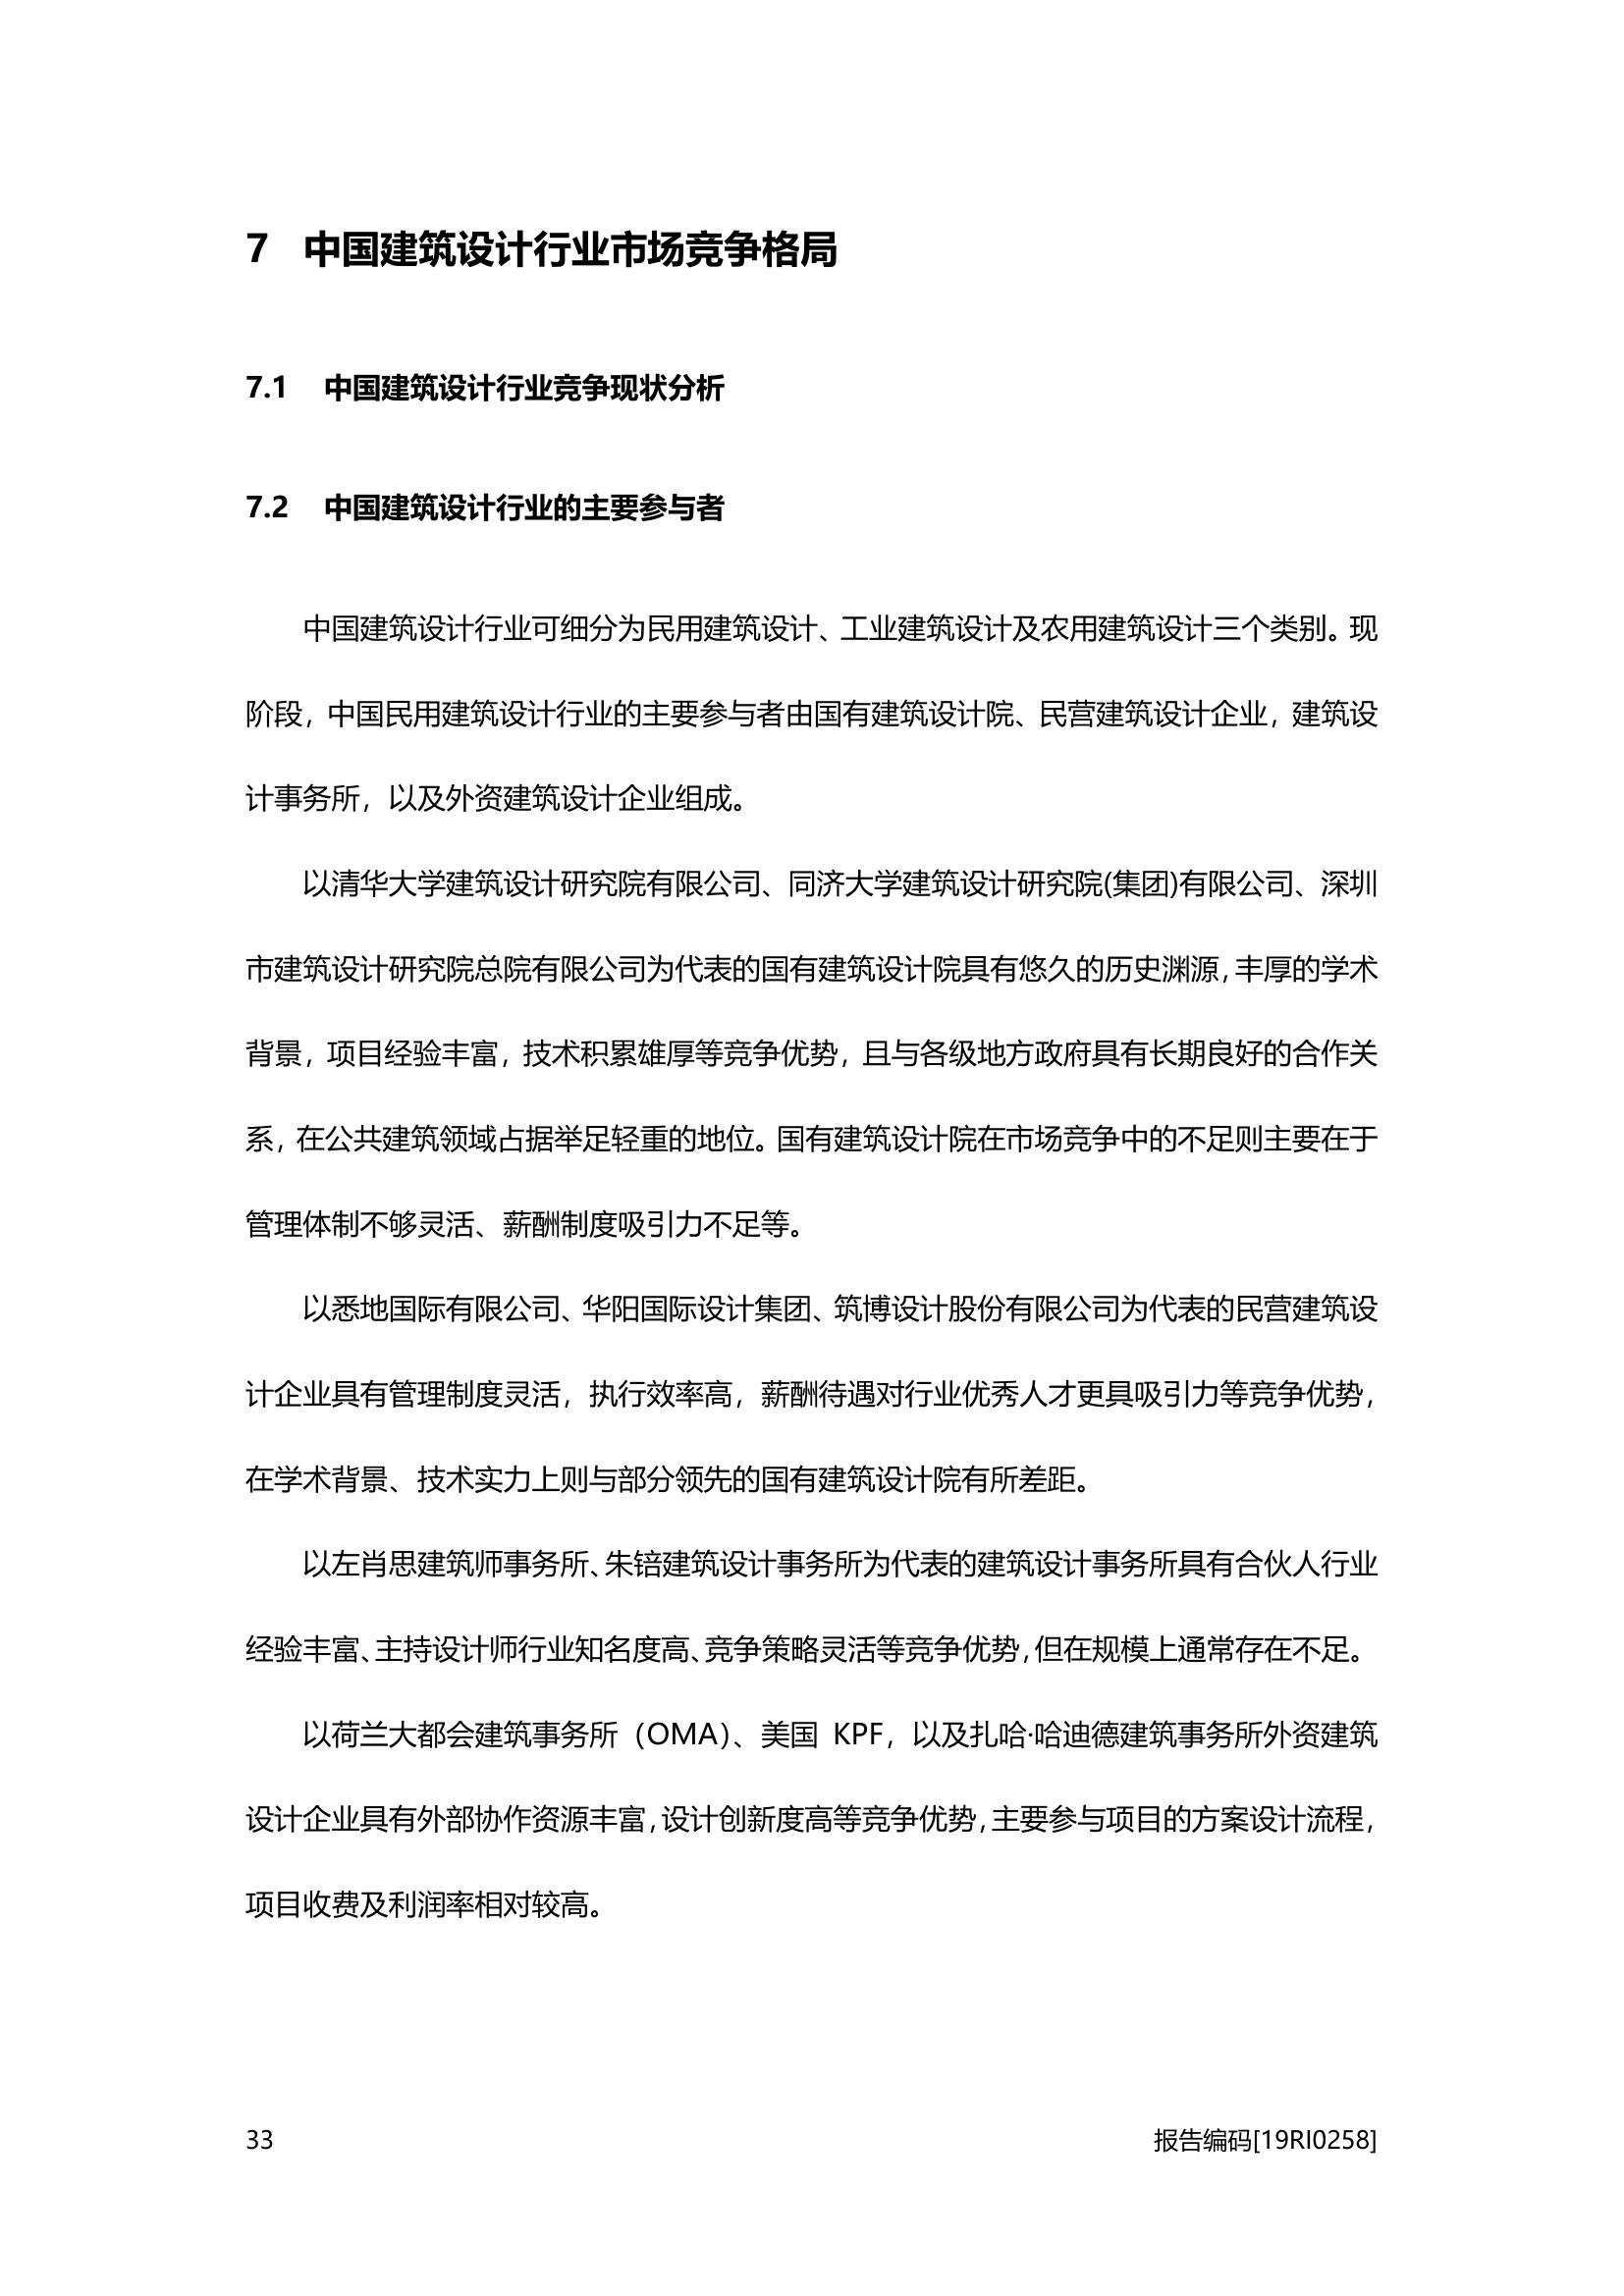 7 中国建筑设计行业市场竞争格局
7.1 中国建筑设计行业竞争现状分析
7.2 中国建筑设计行业的主要参与者
中国建筑设计行业可细分为民用建筑设计、工业建筑设计及农用建筑设计三个类别。现
阶段，中国民用建筑设计行业的主要参与者由国有建筑设计院、民营建筑设计企业，建筑设
计事务所，以及外资建筑设计企业组成。
以清华大学建筑设计研究院有限公司、同济大学建筑设计研究院(集团)有限公司、深圳
市建筑设计研究院总院有限公司为代表的国有建筑设计院具有悠久的历史渊源，丰厚的学术
背景，项目经验丰富，技术积累雄厚等竞争优势，且与各级地方政府具有长期良好的合作关
系，在公共建筑领域占据举足轻重的地位。国有建筑设计院在市场竞争中的不足则主要在于
管理体制不够灵活、薪酬制度吸引力不足等。
以悉地国际有限公司、华阳国际设计集团、筑博设计股份有限公司为代表的民营建筑设
计企业具有管理制度灵活，执行效率高，薪酬待遇对行业优秀人才更具吸引力等竞争优势，
在学术背景、技术实力上则与部分领先的国有建筑设计院有所差距。
以左肖思建筑师事务所、朱锫建筑设计事务所为代表的建筑设计事务所具有合伙人行业
经验丰富、主持设计师行业知名度高、竞争策略灵活等竞争优势，但在规模上通常存在不足。
以荷兰大都会建筑事务所（OMA）、美国 KPF，以及扎哈·哈迪德建筑事务所外资建筑
设计企业具有外部协作资源丰富，设计创新度高等竞争优势，主要参与项目的方案设计流程，
项目收费及利润率相对较高。
33 报告编码[19RI0258]